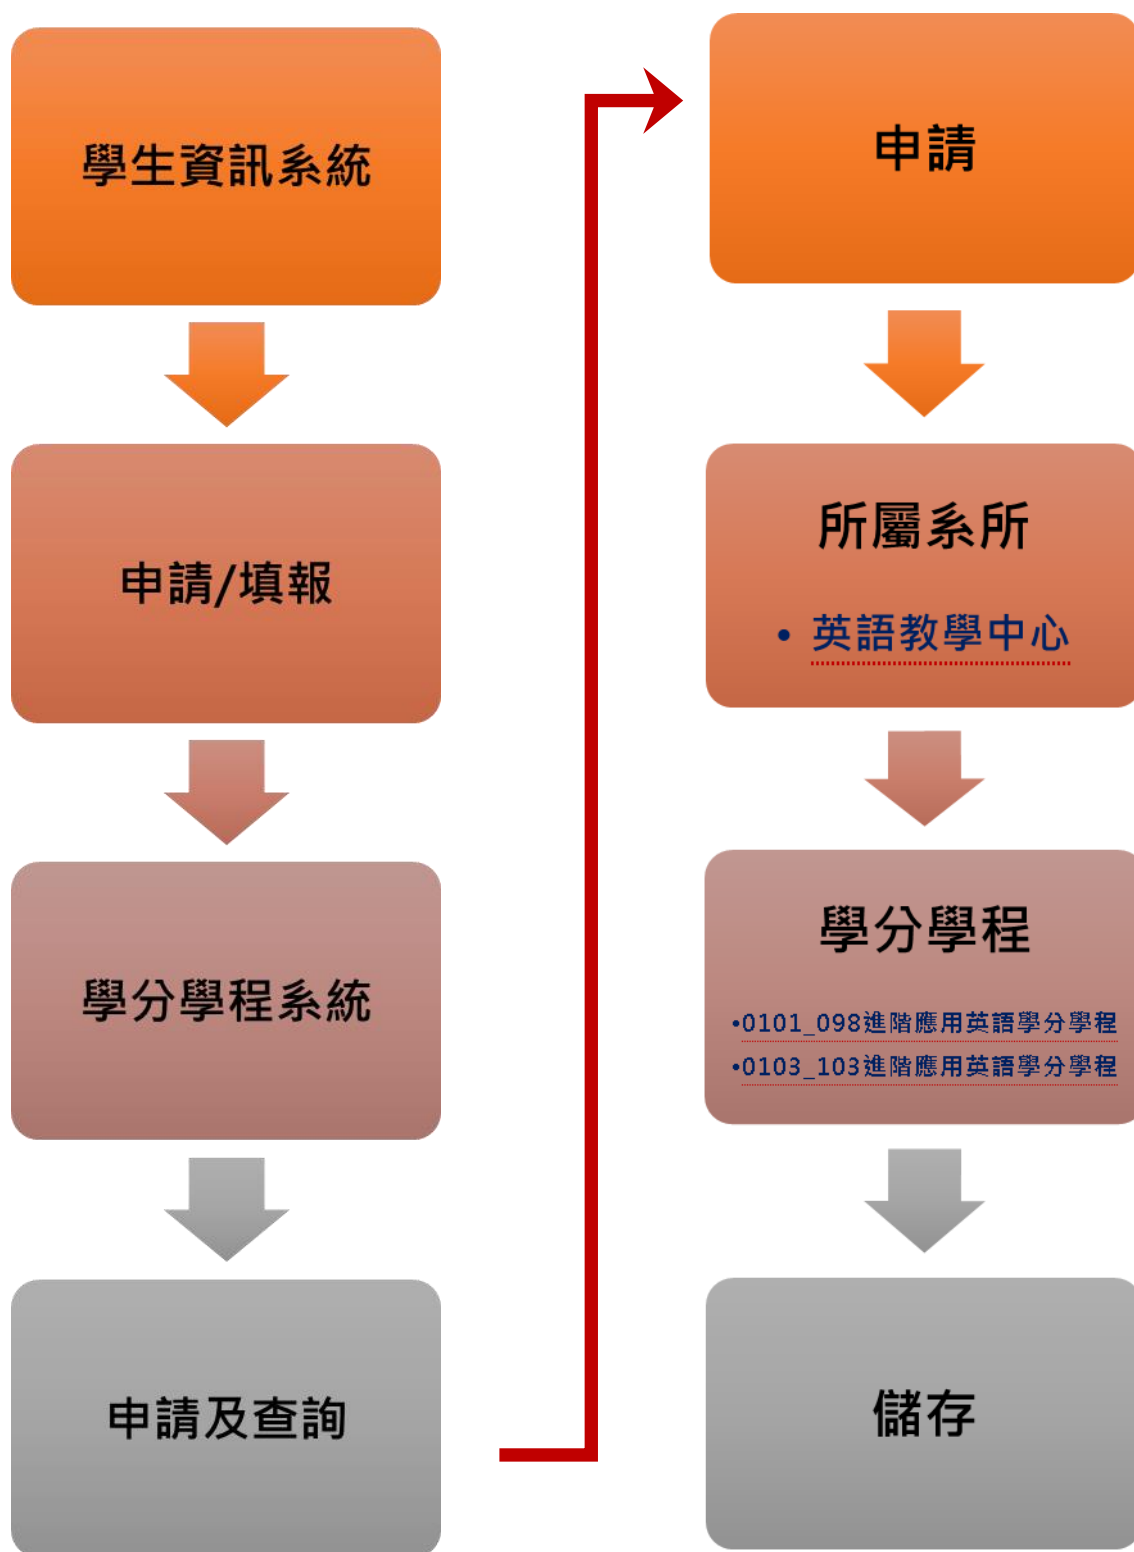 學生資訊系統
申請/填報
學分學程系統
申請及查詢
申請
所屬系所
• 英語教學中心
學分學程
•0101_098進階應用英語學分學程
•0103_103進階應用英語學分學程
儲存